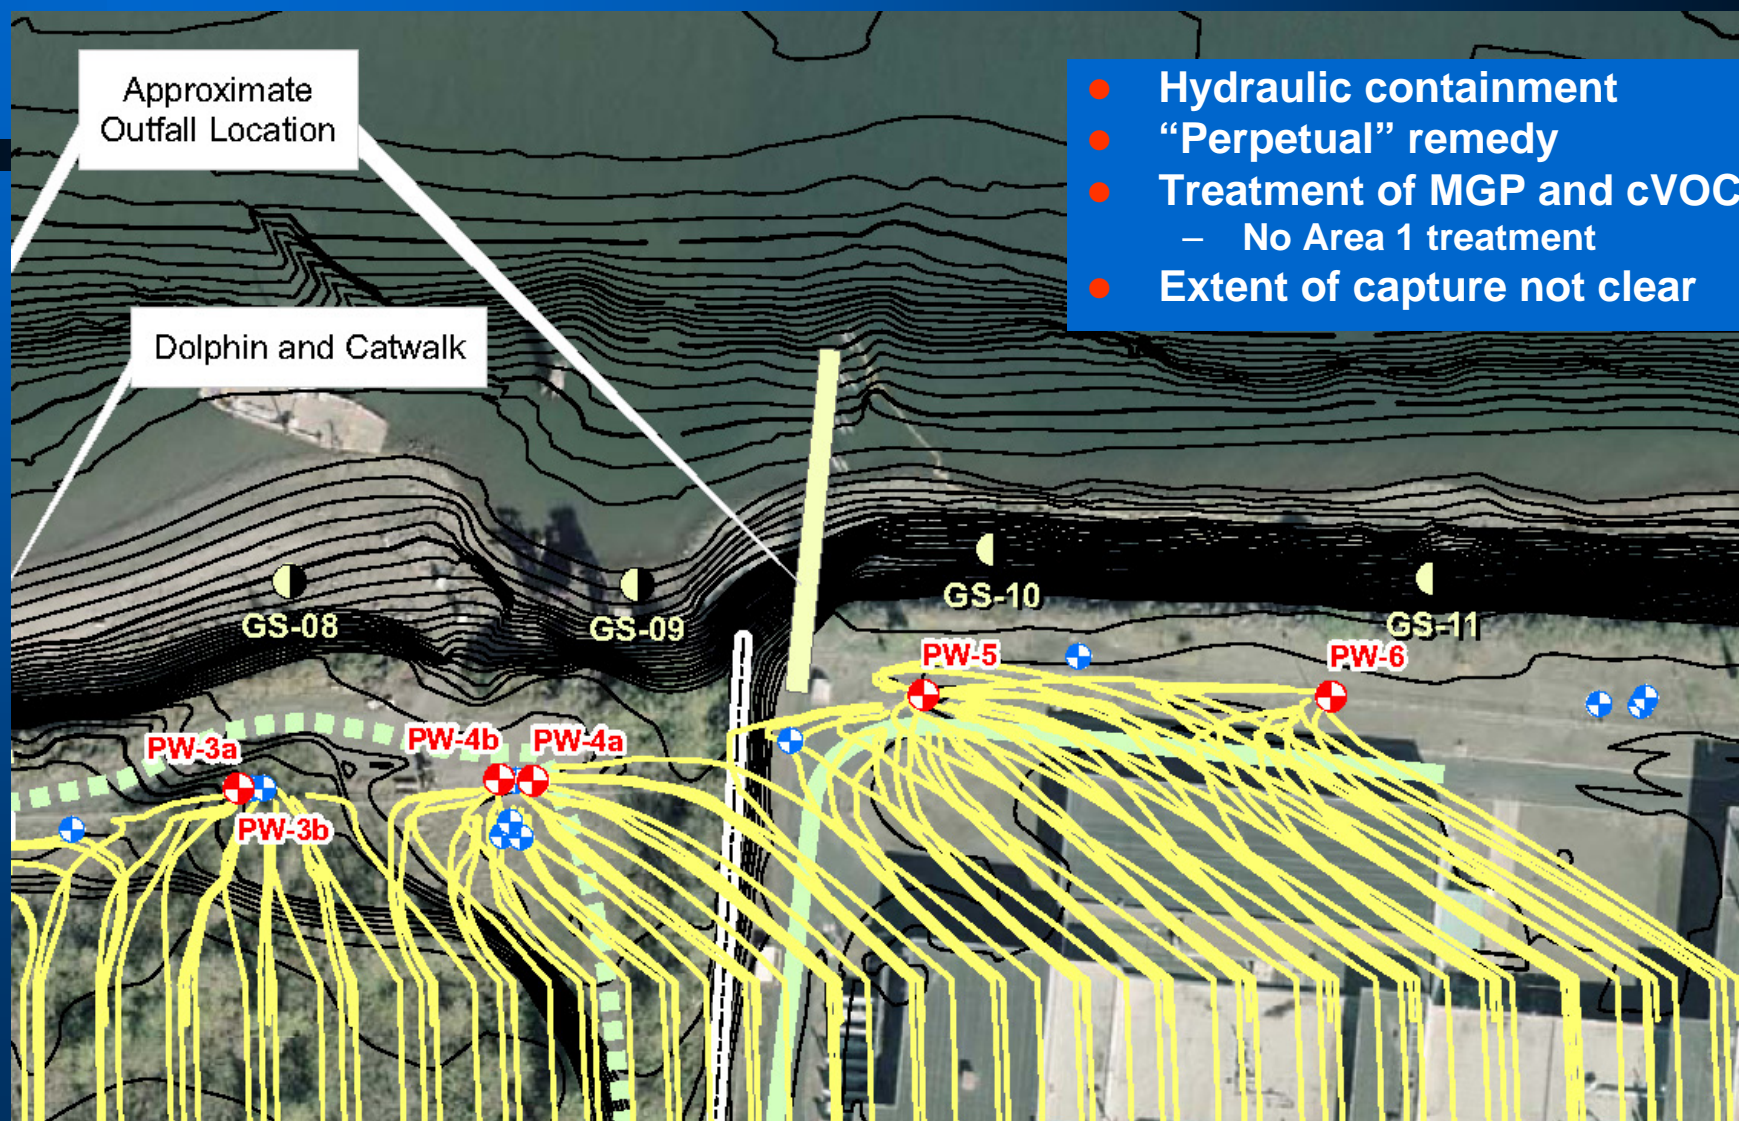 Approximate
Outfall Location
Dolphin and Catwalk
● Hydraulic containment
● “Perpetual” remedy
● Treatment of MGP and cVOC
– No Area 1 treatment
● Extent of capture not clear
GS-08
GS-09
GS-10
GS-11
PW-3a
PW-3b
PW-4b
PW-4a
PW-5
PW-6